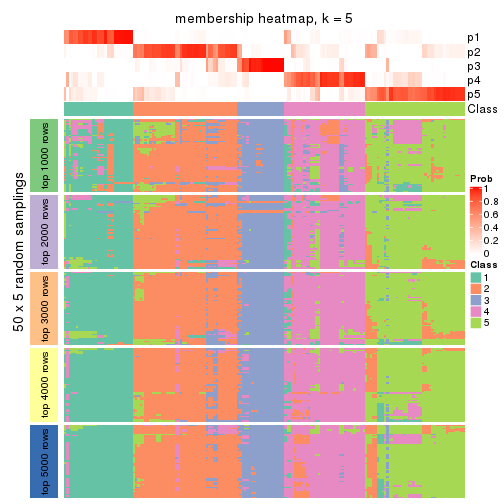 membership heatmap, k = 5
p1
p2
p3
p4
p5
Class
50 x 5 random samplings
top 1000 rows
top 2000 rows
top 3000 rows
top 4000 rows
top 5000 rows
Prob
1
0.8
0.6
0.4
0.2
0
Class
1
2
3
4
5